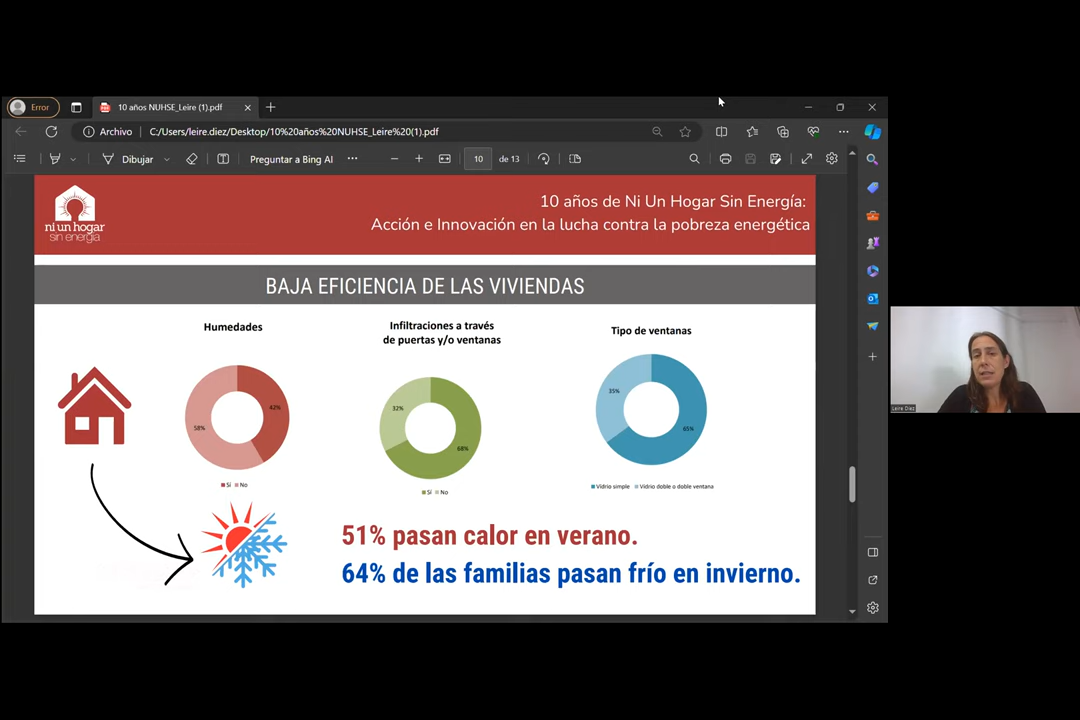 Error
10 años NUHSE_Leire (1).pdf
Archivo
C:/Users/leire.diez/Desktop/10%20años%20NUHSE_Leire%20(1).pdf
Dibujar
Preguntar a Bing AI
10
de 13
ni un hogar
sin energía
10 años de Ni Un Hogar Sin Energía:
Acción e Innovación en la lucha contra la pobreza energética
BAJA EFICIENCIA DE LAS VIVIENDAS
Humedades
42%
58%
Sí No
Infiltraciones a través
de puertas y/o ventanas
32%
68%
Sí No
Tipo de ventanas
35%
65%
Vidrio simple Vidrio doble o doble ventana
51% pasan calor en verano.
64% de las familias pasan frío en invierno.
Leire Diez